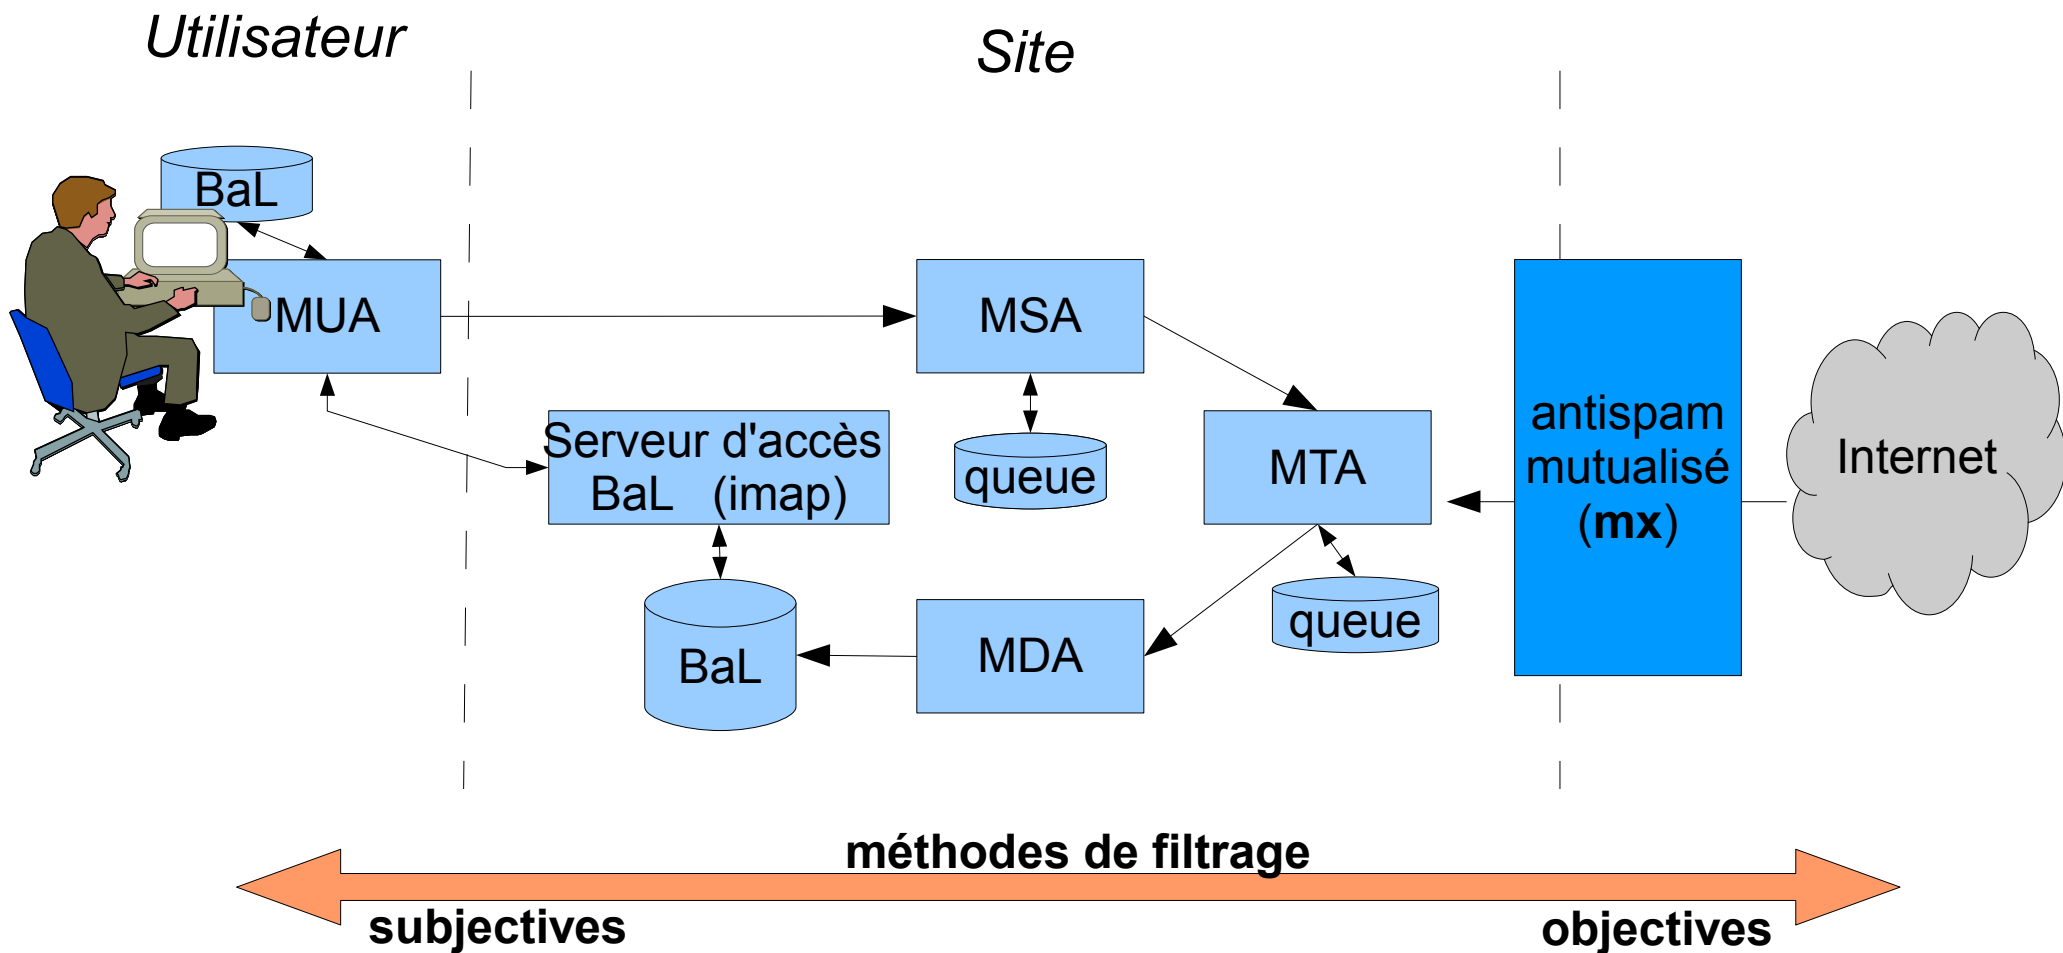 Utilisateur
Site
BaL
MUA
MSA
Serveur d'accès
BaL (imap)
queue
MTA
antispam
mutualisé
(mx)
Internet
BaL
MDA
queue
méthodes de filtrage
subjectives
objectives